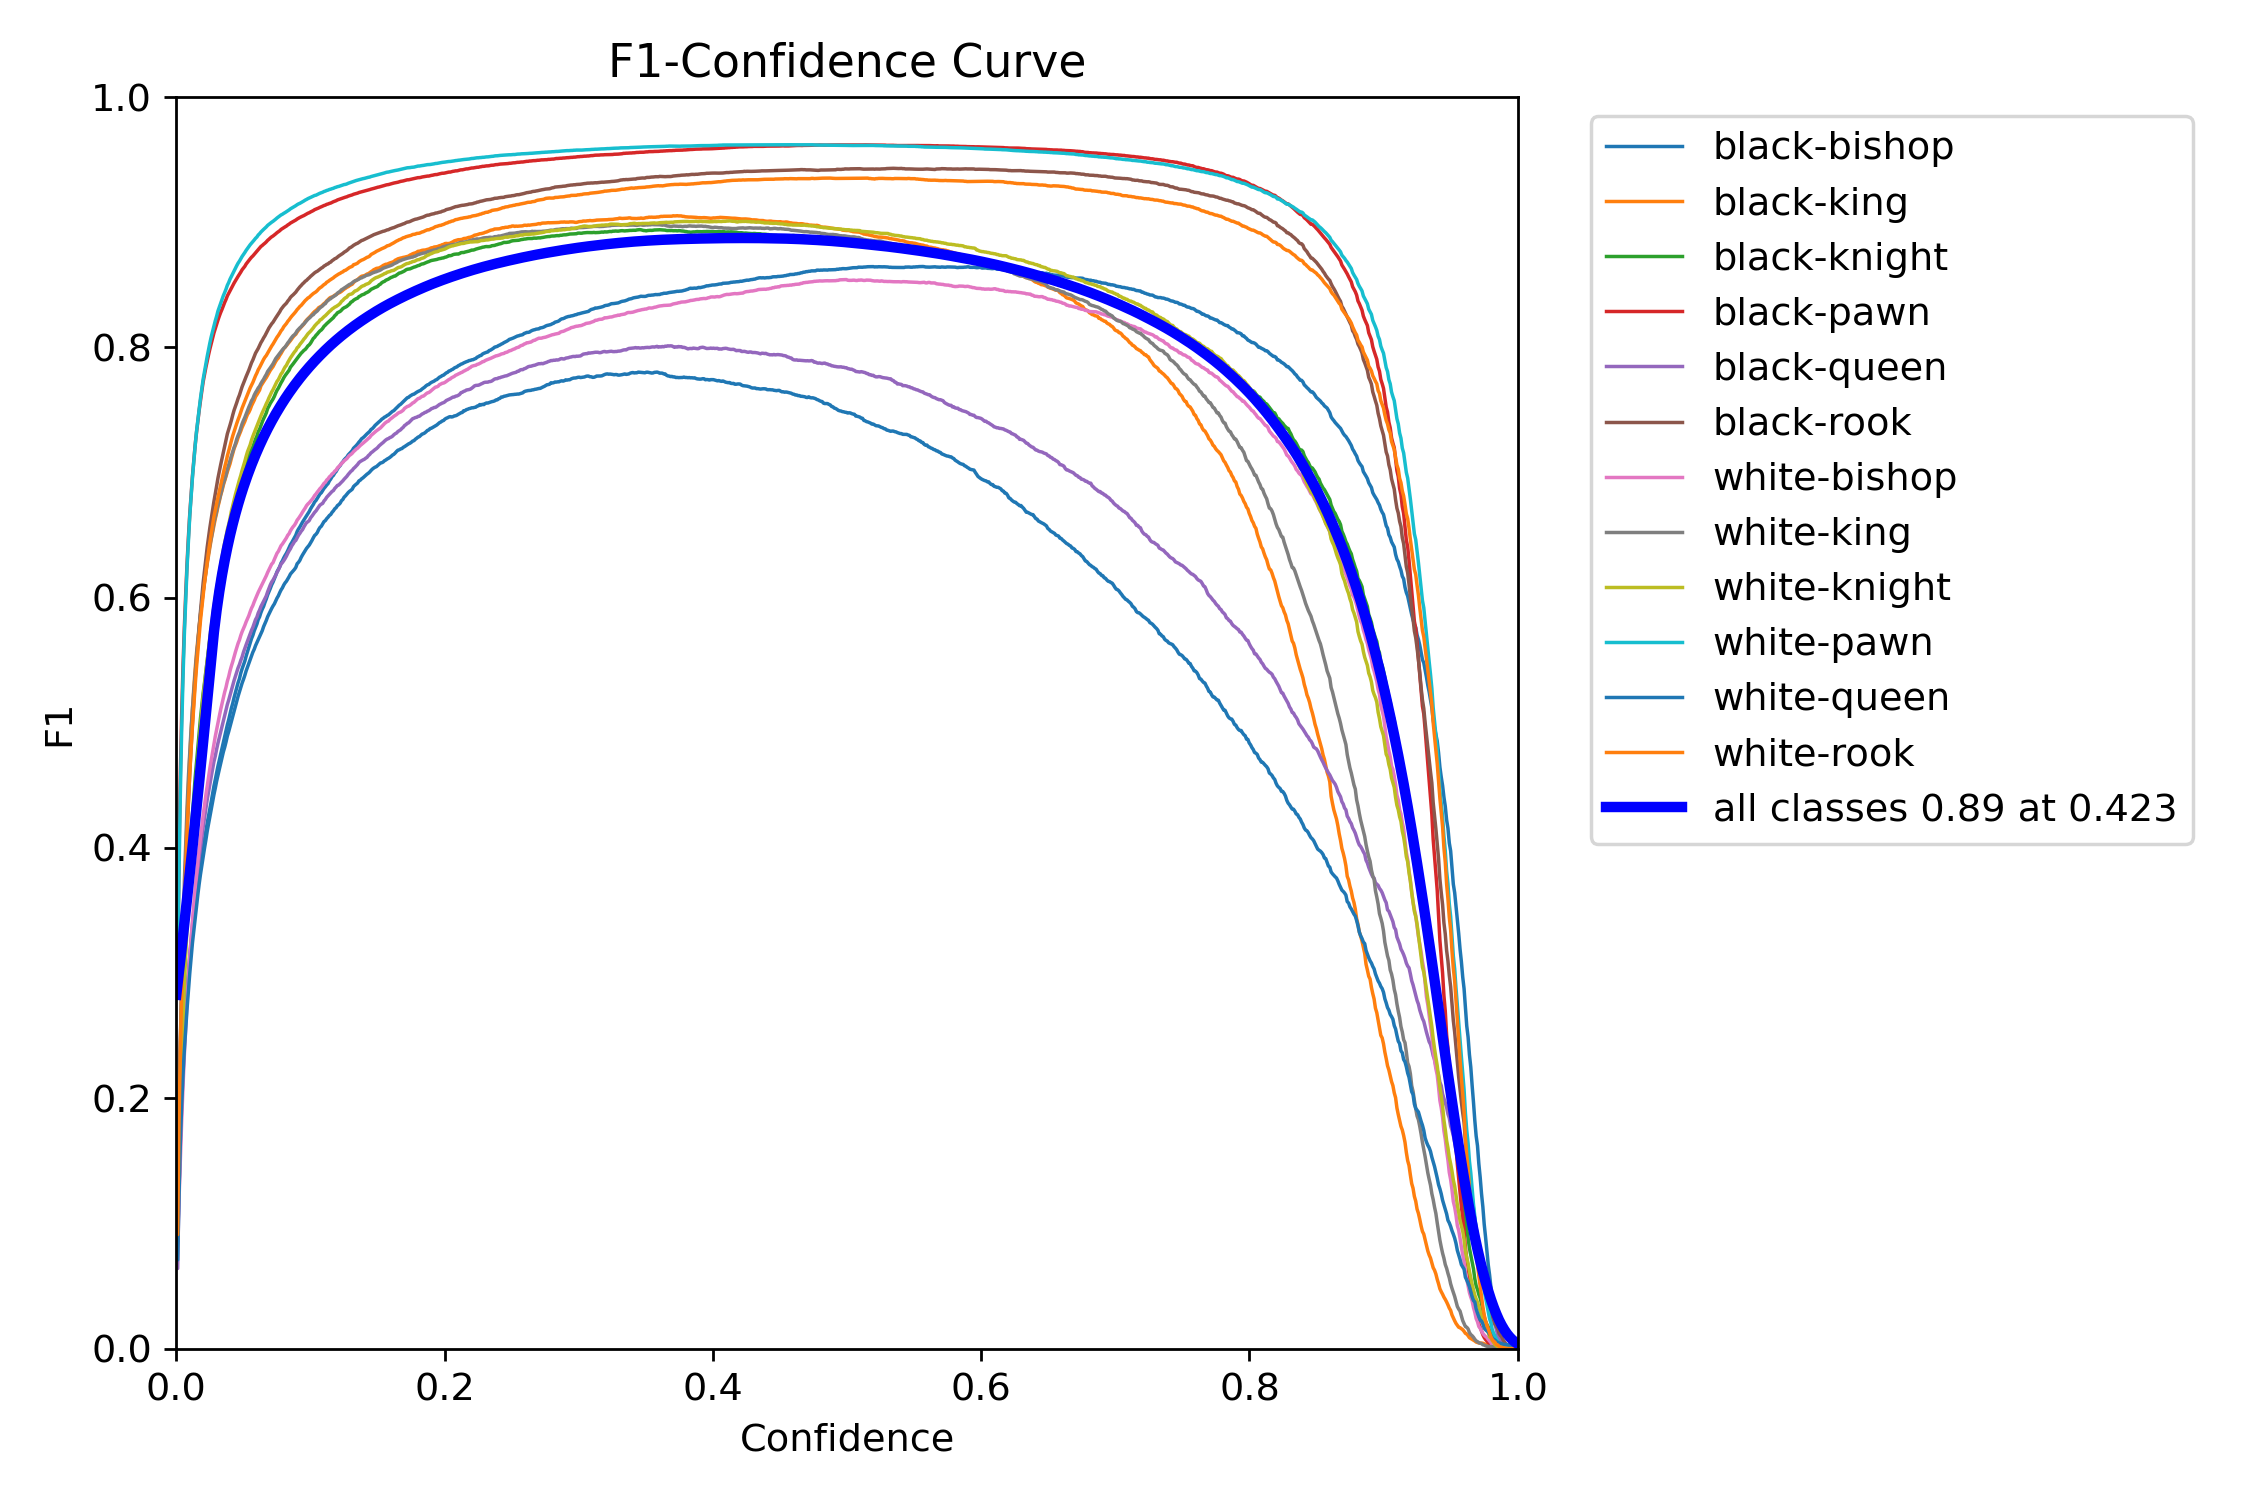 F1-Confidence Curve
1.0
0.8
0.6
0.4
0.2
0.0
F1
0.0 0.2 0.4 0.6 0.8 1.0
Confidence
black-bishop
black-king
black-knight
black-pawn
black-queen
black-rook
white-bishop
white-king
white-knight
white-pawn
white-queen
white-rook
all classes 0.89 at 0.423